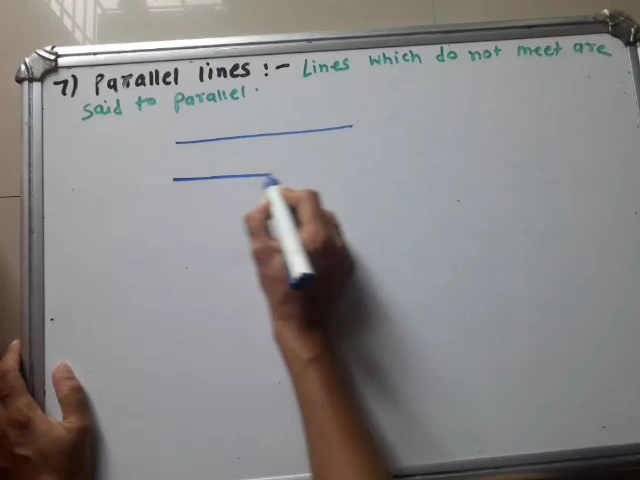 7) Parallel lines :- Lines which do not meet are
said to parallel.